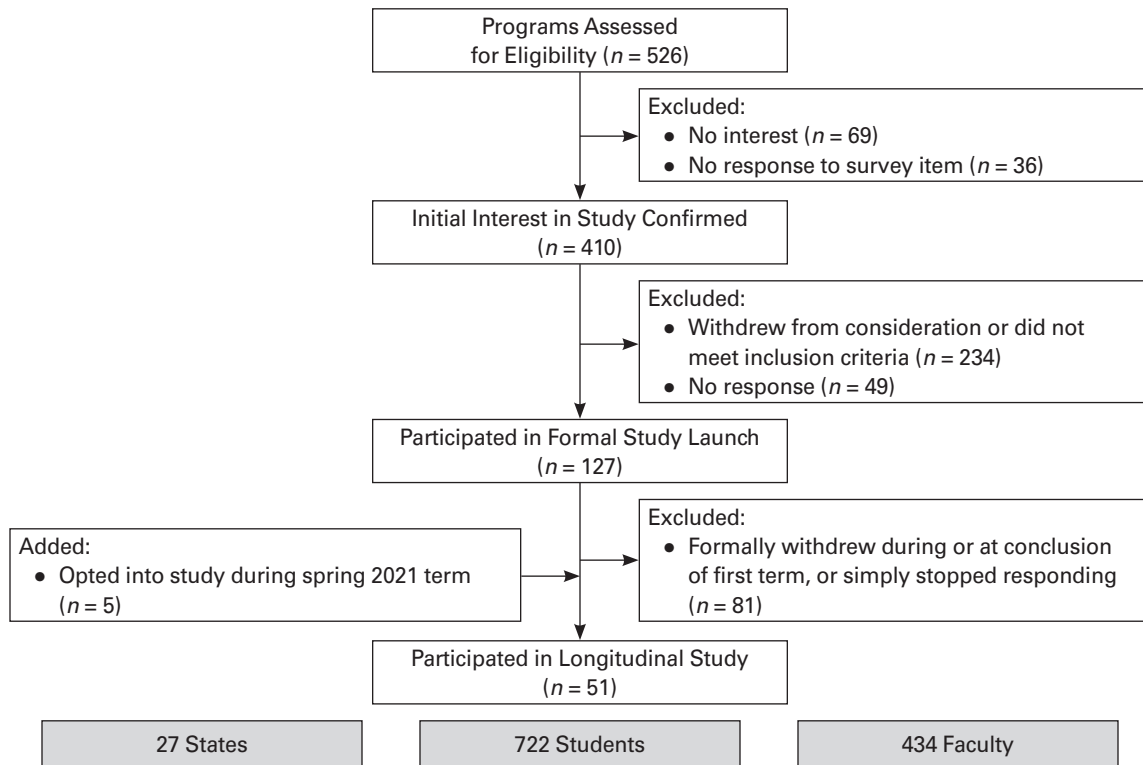 Programs Assessed
for Eligibility (n = 526)
Excluded:
● No interest (n = 69)
● No response to survey item (n = 36)
Initial Interest in Study Confirmed
(n = 410)
Excluded:
● Withdrew from consideration or did not
meet inclusion criteria (n = 234)
● No response (n = 49)
Participated in Formal Study Launch
(n = 127)
Added:
● Opted into study during spring 2021 term
(n = 5)
Excluded:
● Formally withdrew during or at conclusion
of first term, or simply stopped responding
(n = 81)
Participated in Longitudinal Study
(n = 51)
27 States
722 Students
434 Faculty